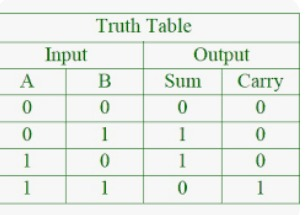 Truth Table
Input Output
A B Sum Carry
0 0 0 0
0 1 1 0
1 0 1 0
1 1 0 1